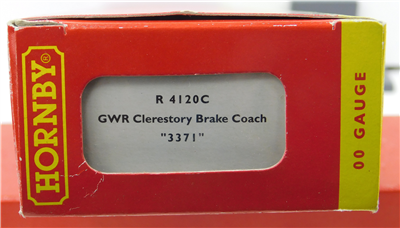 HORNBY®
R 4120C
GWR Clerestory Brake Coach
"3371"
00 GAUGE